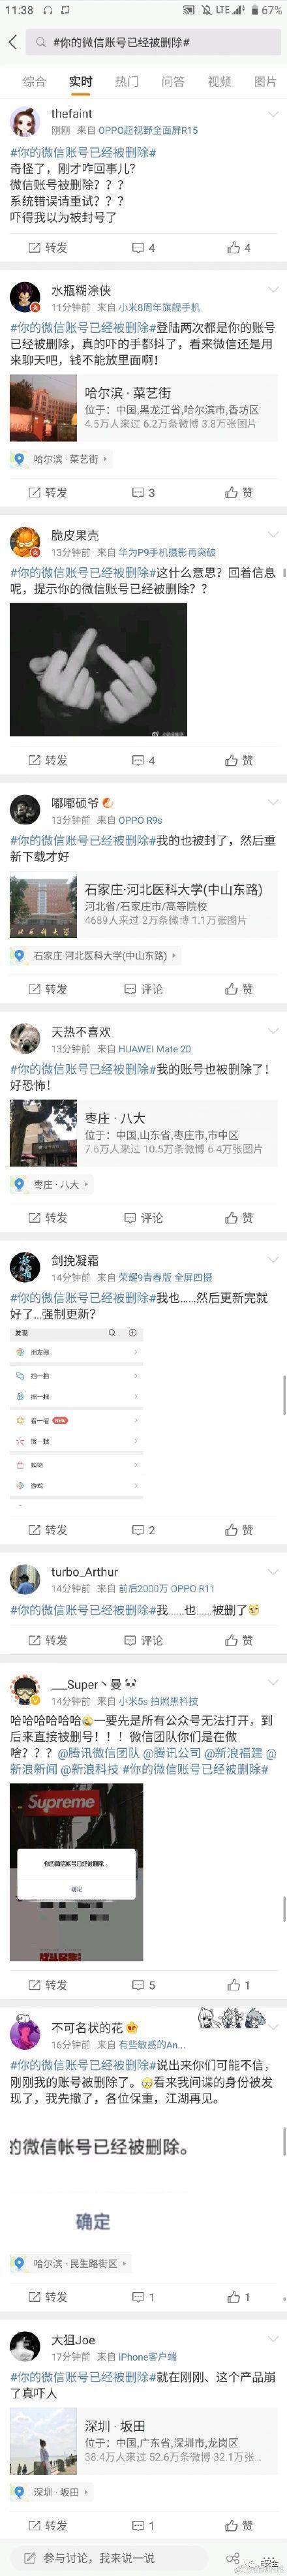 11:38 LTE 67%
#你的微信账号已经被删除#
综合 实时 热门 问答 视频 图片
thefaint
刚刚 来自 OPPO超视野全面屏R15
#你的微信账号已经被删除#
奇怪了，刚才咋回事儿？
微信账号被删除？？？
系统错误请重试？？？
吓得我以为被封号了
转发 4 4
水瓶糊涂侠
11分钟前 来自 小米8周年旗舰手机
#你的微信账号已经被删除#登陆两次都是你的账号
已经被删除，真的吓的手都抖了，看来微信还是用
来聊天吧，钱不能放里面啊！
哈尔滨·菜艺街
位于：中国,黑龙江省,哈尔滨市,香坊区
4.5万人来过 6.2万条微博 3.8万张图片
哈尔滨·菜艺街
转发 3 赞
脆皮果壳
13分钟前 来自 华为P9手机摄影再突破
#你的微信账号已经被删除#这什么意思？回着信息
呢，提示你的微信账号已经被删除？？
转发 4 赞
嘟嘟硕爷
13分钟前 来自 OPPO R9s
#你的微信账号已经被删除#我的也被封了，然后重
新下载才好
石家庄·河北医科大学(中山东路)
河北省/石家庄市/高等院校
4689人来过 2万条微博 1.1万张图片
石家庄·河北医科大学(中山东路)
转发 评论 赞
天热不喜欢
13分钟前 来自 HUAWEI Mate 20
#你的微信账号已经被删除#我的账号也被删除了！
好恐怖！
枣庄·八大
位于：中国,山东省,枣庄市,市中区
7.6万人来过 10.5万条微博 6.4万张图片
枣庄·八大
转发 评论 赞
剑挽凝霜
14分钟前 来自 荣耀9青春版 全屏四摄
#你的微信账号已经被删除#我也……然后更新完就
好了…强制更新？
发现
朋友圈
扫一扫
摇一摇
看一看 NEW
搜一搜
购物
游戏
转发 2 赞
turbo_Arthur
14分钟前 来自 前后2000万 OPPO R11
#你的微信账号已经被删除#我……也……被删了
转发 评论 赞
___Super丶曼
14分钟前 来自 小米5s 拍照黑科技
哈哈哈哈哈哈一要先是所有公众号无法打开，到
后来直接被删号！！！微信团队你们是在做
啥？？？@腾讯微信团队 @腾讯公司 @新浪福建 @
新浪新闻 @新浪科技 #你的微信账号已经被删除#
Supreme
你的微信帐号已经被删除。
确定
转发 5 1
不可名状的花
16分钟前 来自 有些敏感的An...
#你的微信账号已经被删除#说出来你们可能不信，
刚刚我的账号被删除了。看来我间谍的身份被发
现了，我先撤了，各位保重，江湖再见。
的微信帐号已经被删除。
确定
哈尔滨·民生路街区
转发 1 1
大狙Joe
17分钟前 来自 iPhone客户端
#你的微信账号已经被删除#就在刚刚、这个产品崩
了真吓人
深圳·坂田
位于：中国,广东省,深圳市,龙岗区
38.4万人来过 52.6万条微博 32.1万张...
深圳·坂田
转发 1 赞
参与讨论，我来说一说